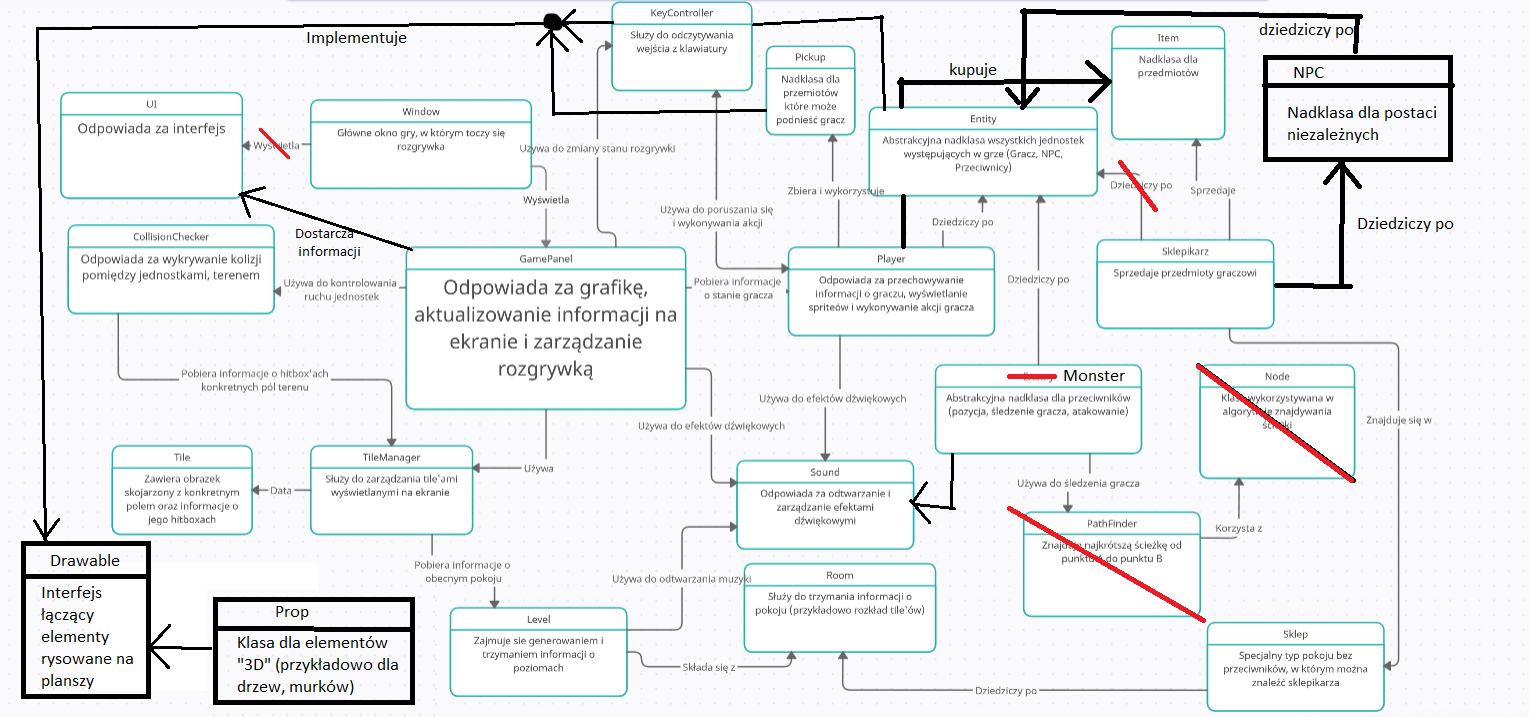 KeyController
Służy do odczytywania
wejścia z klawiatury
Implementuje
dziedziczy po
Item
Nadklasa dla
przedmiotów
Pickup
Nadklasa dla
przemiotów
które może
podnieść gracz
kupuje
NPC
Nadklasa dla postaci
niezależnych
UI
Odpowiada za interfejs
Window
Główne okno gry, w którym toczy się
rozgrywka
Wyświetla
Entity
Abstrakcyjna nadklasa wszystkich jednostek
występujących w grze (Gracz, NPC,
Przeciwnicy)
Używa do zmiany stanu rozgrywki
Wyświetla
Zbiera i wykorzystuje
Dziedziczy po
Sprzedaje
Używa do poruszania się
i wykonywania akcji
Dziedziczy po
Dziedziczy po
Dostarcza
informacji
CollisionChecker
Odpowiada za wykrywanie kolizji
pomiędzy jednostkami, terenem
GamePanel
Odpowiada za grafikę,
aktualizowanie informacji na
ekranie i zarządzanie
rozgrywką
Używa do kontrolowania
ruchu jednostek
Pobiera informacje
o stanie gracza
Player
Odpowiada za przechowywanie
informacji o graczu, wyświetlanie
spriteów i wykonywanie akcji gracza
Dziedziczy po
Sklepikarz
Sprzedaje przedmioty graczowi
Pobiera informacje o hitbox'ach
konkretnych pól terenu
Monster
Abstrakcyjna nadklasa dla przeciwników
(pozycja, śledzenie gracza, atakowanie)
Node
Klasa wykorzystywana w
algorytmie znajdywania
ścieżki
Używa do efektów dźwiękowych
Używa do efektów dźwiękowych
Znajduje się w
Tile
Zawiera obrazek
skojarzony z konkretnym
polem oraz informacje o
jego hitboxach
Data
TileManager
Służy do zarządzania tile'ami
wyświetlanymi na ekranie
Używa
Sound
Odpowiada za odtwarzanie i
zarządzanie efektami
dźwiękowymi
Używa do śledzenia gracza
PathFinder
Znajduje najkrótszą ścieżkę od
punktu A do punktu B
Korzysta z
Drawable
Interfejs
łączący
elementy
rysowane na
planszy
Prop
Klasa dla elementów
"3D" (przykładowo dla
drzew, murków)
Pobiera informacje o
obecnym pokoju
Używa do odtwarzania muzyki
Room
Służy do trzymania informacji o
pokoju (przykładowo rozkład tile'ów)
Level
Zajmuje sie generowaniem i
trzymaniem informacji o
poziomach
Składa się z
Dziedziczy po
Sklep
Specjalny typ pokoju bez
przeciwników, w którym można
znaleźć sklepikarza